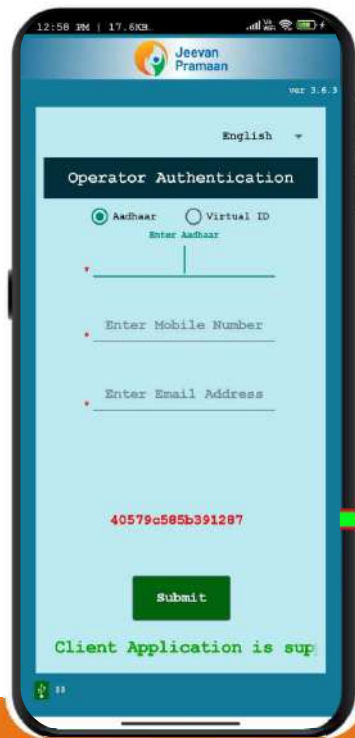 12:58 PM | 17.6KB
Jeevan
Pramaan
ver 3.6.3
English
Operator Authentication
Aadhaar
Virtual ID
Enter Aadhaar
*
* Enter Mobile Number
* Enter Email Address
40579c585b391287
Submit
Client Application is sup